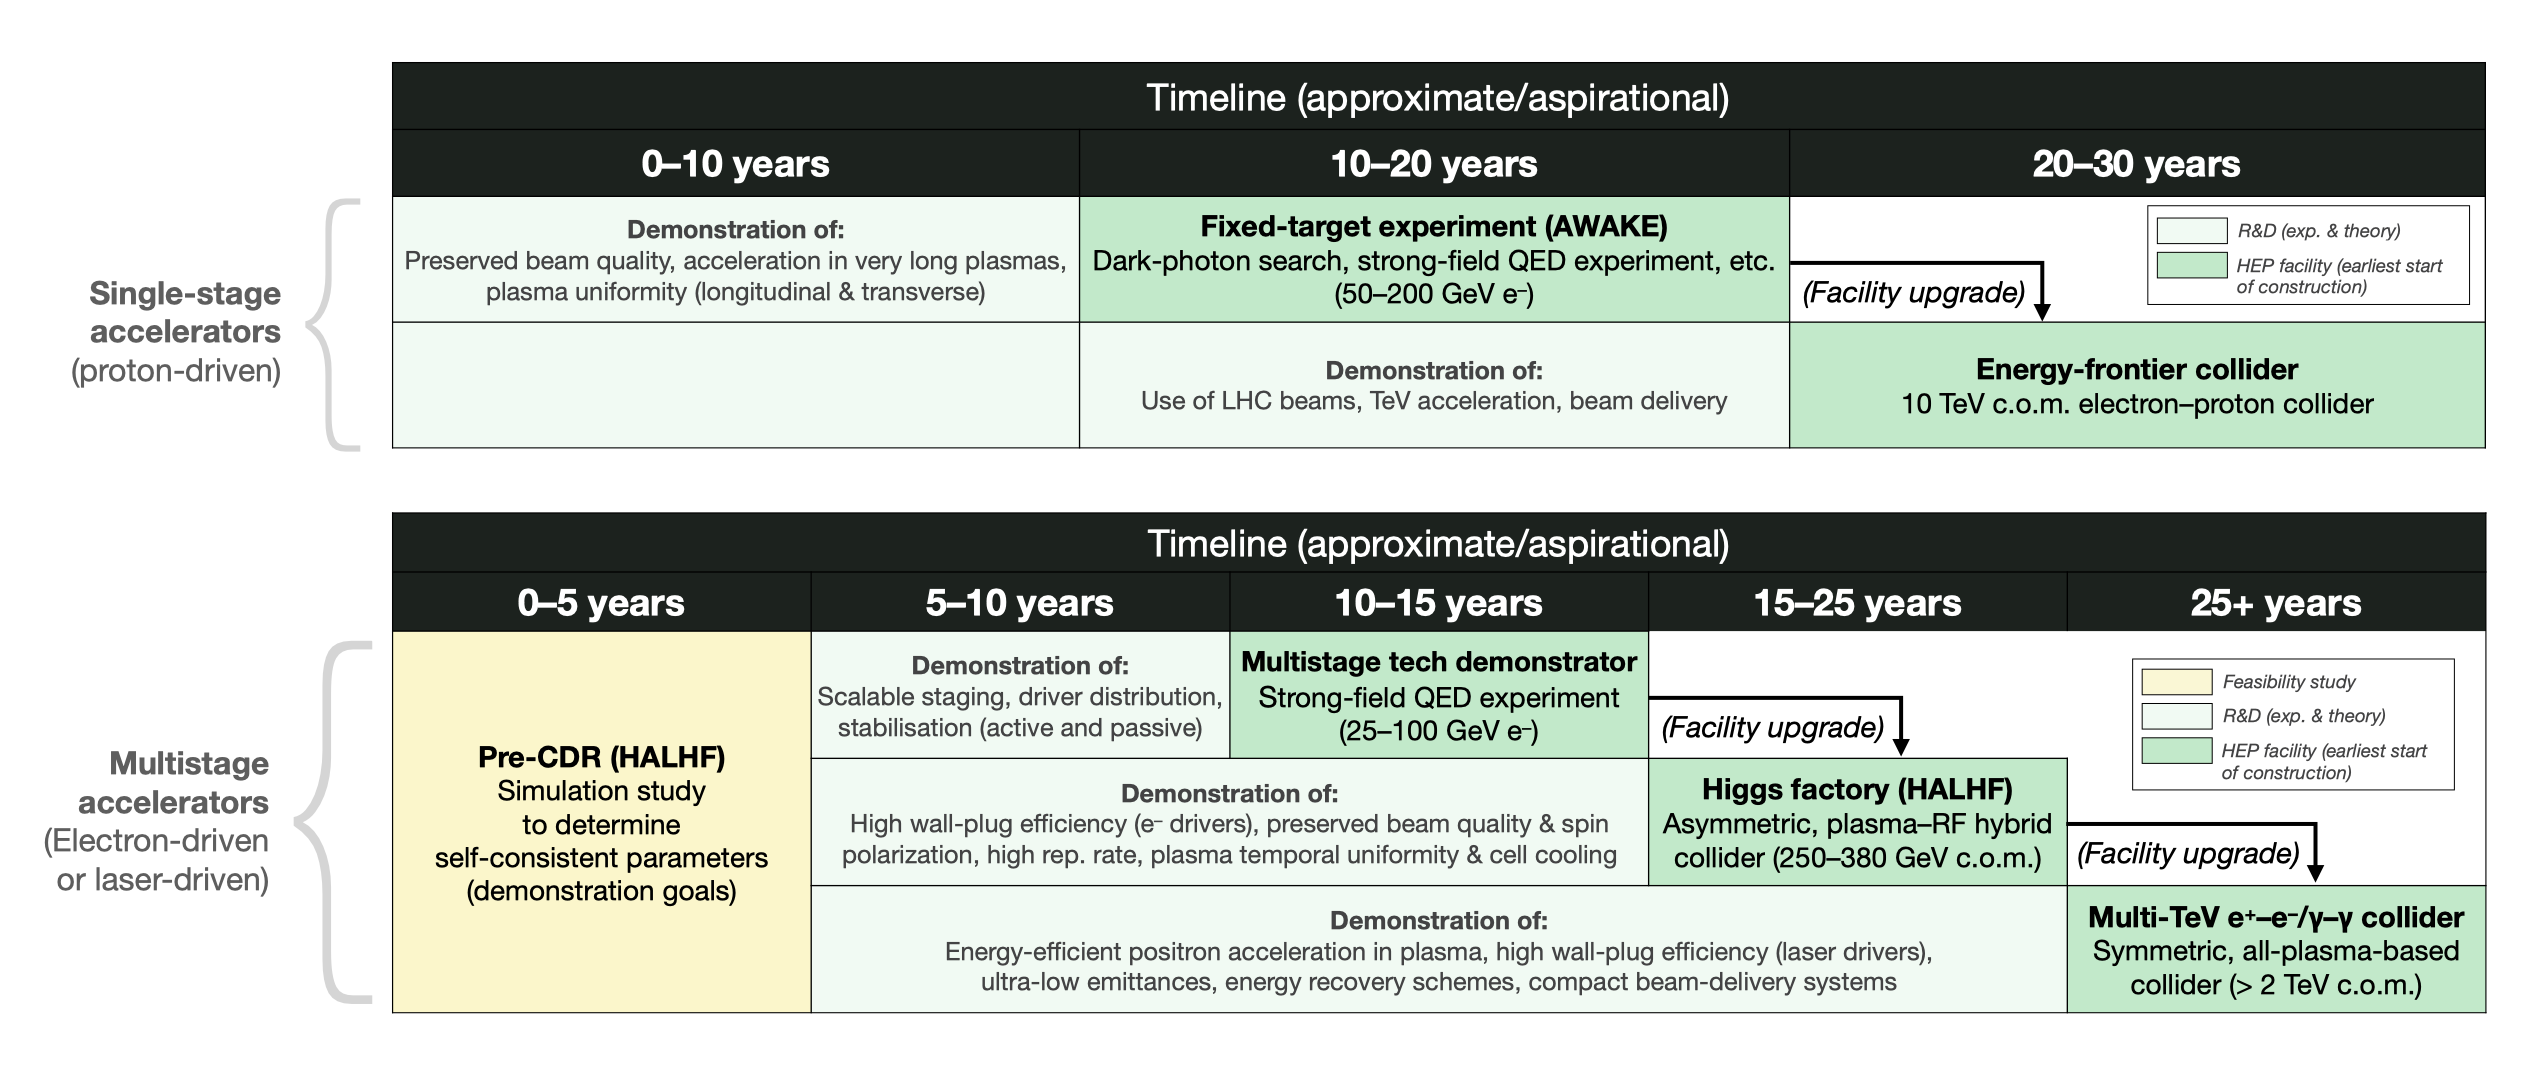 Timeline (approximate/aspirational)
0–10 years
10–20 years
20–30 years
Single-stage
accelerators
(proton-driven)
Demonstration of:
Preserved beam quality, acceleration in very long plasmas,
plasma uniformity (longitudinal & transverse)
Fixed-target experiment (AWAKE)
Dark-photon search, strong-field QED experiment, etc.
(50–200 GeV e⁻)
(Facility upgrade)
R&D (exp. & theory)
HEP facility (earliest start
of construction)
Demonstration of:
Use of LHC beams, TeV acceleration, beam delivery
Energy-frontier collider
10 TeV c.o.m. electron–proton collider
Timeline (approximate/aspirational)
0–5 years
5–10 years
10–15 years
15–25 years
25+ years
Multistage
accelerators
(Electron-driven
or laser-driven)
Pre-CDR (HALHF)
Simulation study
to determine
self-consistent parameters
(demonstration goals)
Demonstration of:
Scalable staging, driver distribution,
stabilisation (active and passive)
Multistage tech demonstrator
Strong-field QED experiment
(25–100 GeV e⁻)
(Facility upgrade)
Feasibility study
R&D (exp. & theory)
HEP facility (earliest start
of construction)
Demonstration of:
High wall-plug efficiency (e⁻ drivers), preserved beam quality & spin
polarization, high rep. rate, plasma temporal uniformity & cell cooling
Higgs factory (HALHF)
Asymmetric, plasma–RF hybrid
collider (250–380 GeV c.o.m.)
(Facility upgrade)
Demonstration of:
Energy-efficient positron acceleration in plasma, high wall-plug efficiency (laser drivers),
ultra-low emittances, energy recovery schemes, compact beam-delivery systems
Multi-TeV e⁺–e⁻/γ–γ collider
Symmetric, all-plasma-based
collider (> 2 TeV c.o.m.)